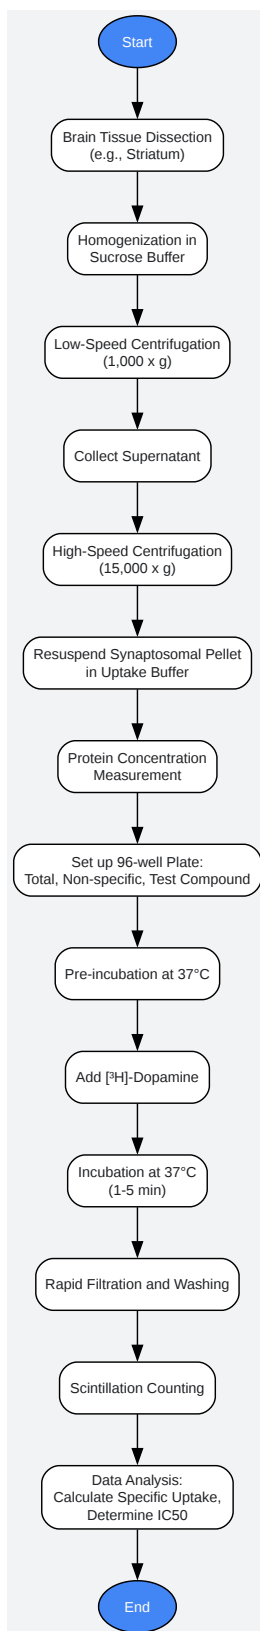 Start
Brain Tissue Dissection
(e.g., Striatum)
Homogenization in
Sucrose Buffer
Low-Speed Centrifugation
(1,000 x g)
Collect Supernatant
High-Speed Centrifugation
(15,000 x g)
Resuspend Synaptosomal Pellet
in Uptake Buffer
Protein Concentration
Measurement
Set up 96-well Plate:
Total, Non-specific, Test Compound
Pre-incubation at 37°C
Add [³H]-Dopamine
Incubation at 37°C
(1-5 min)
Rapid Filtration and Washing
Scintillation Counting
Data Analysis:
Calculate Specific Uptake,
Determine IC50
End